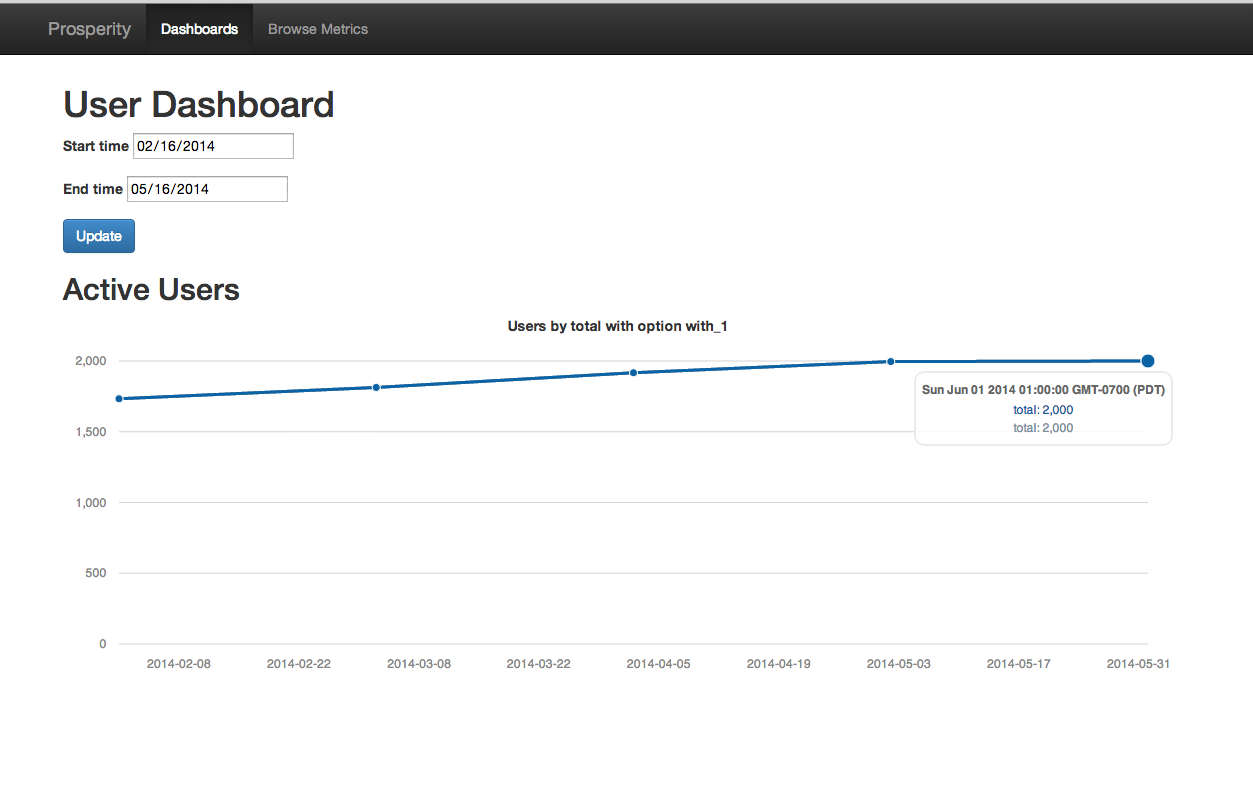 Prosperity Dashboards Browse Metrics
User Dashboard
Start time 02/16/2014
End time 05/16/2014
Update
Active Users
Users by total with option with_1
2,000
Sun Jun 01 2014 01:00:00 GMT-0700 (PDT)
total: 2,000
total: 2,000
1,500
1,000
500
0
2014-02-08 2014-02-22 2014-03-08 2014-03-22 2014-04-05 2014-04-19 2014-05-03 2014-05-17 2014-05-31